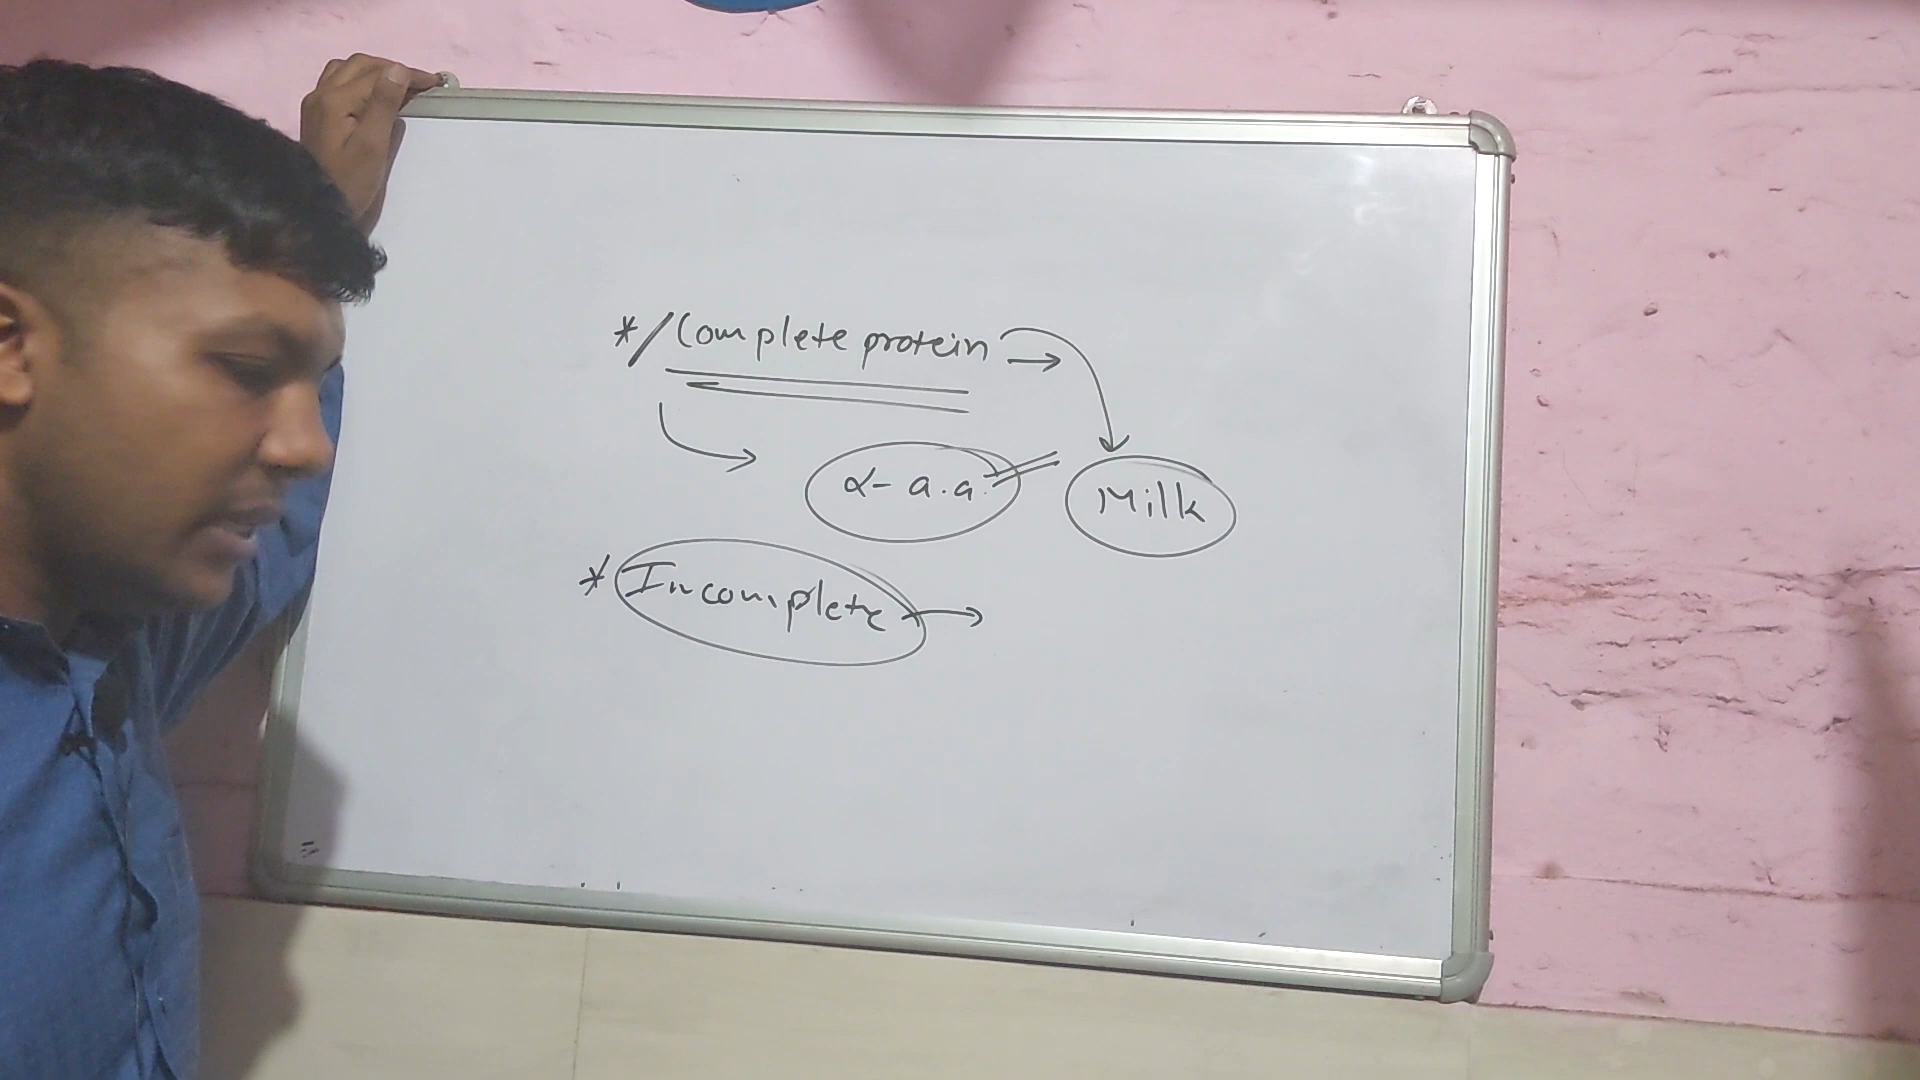 */Complete protein →
α- a.a. Milk
* Incomplete →